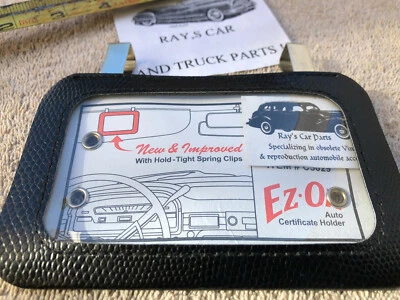 RAY,S CAR
AND TRUCK PARTS
New & Improved
With Hold-Tight Spring Clips
Ray's Car Parts
Specializing in obsolete
& reproduction automobile
ITEM #
Ez-O
Auto
Certificate Holder